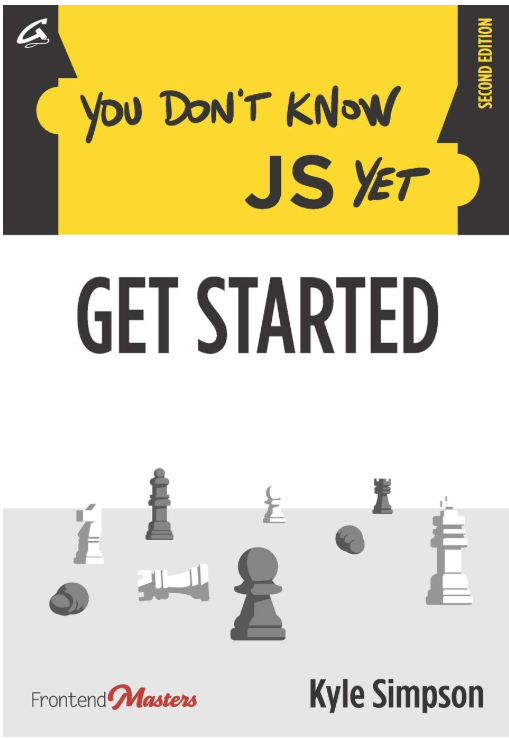 SECOND EDITION
YOU DON'T KNOW
JS YET
GET STARTED
Frontend Masters
Kyle Simpson